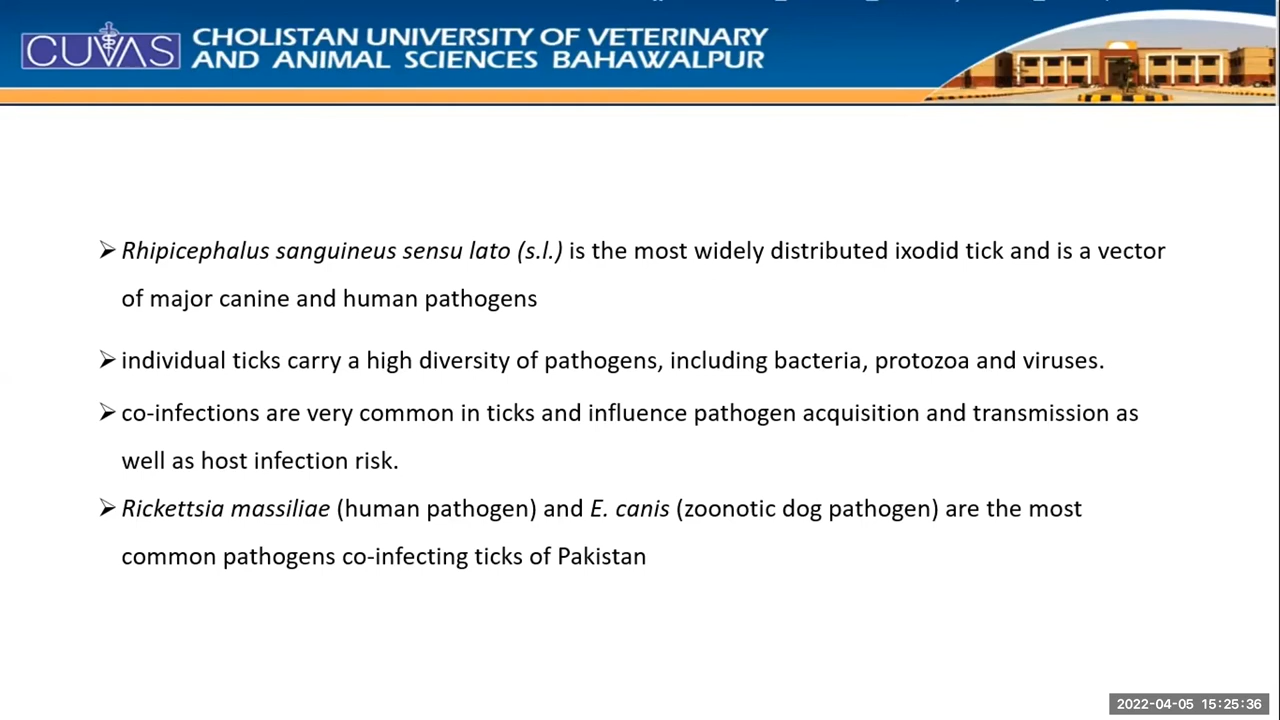 CUVAS
CHOLISTAN UNIVERSITY OF VETERINARY
AND ANIMAL SCIENCES BAHAWALPUR
➢ Rhipicephalus sanguineus sensu lato (s.l.) is the most widely distributed ixodid tick and is a vector
of major canine and human pathogens
➢ individual ticks carry a high diversity of pathogens, including bacteria, protozoa and viruses.
➢ co-infections are very common in ticks and influence pathogen acquisition and transmission as
well as host infection risk.
➢ Rickettsia massiliae (human pathogen) and E. canis (zoonotic dog pathogen) are the most
common pathogens co-infecting ticks of Pakistan
2022-04-05 15:25:36